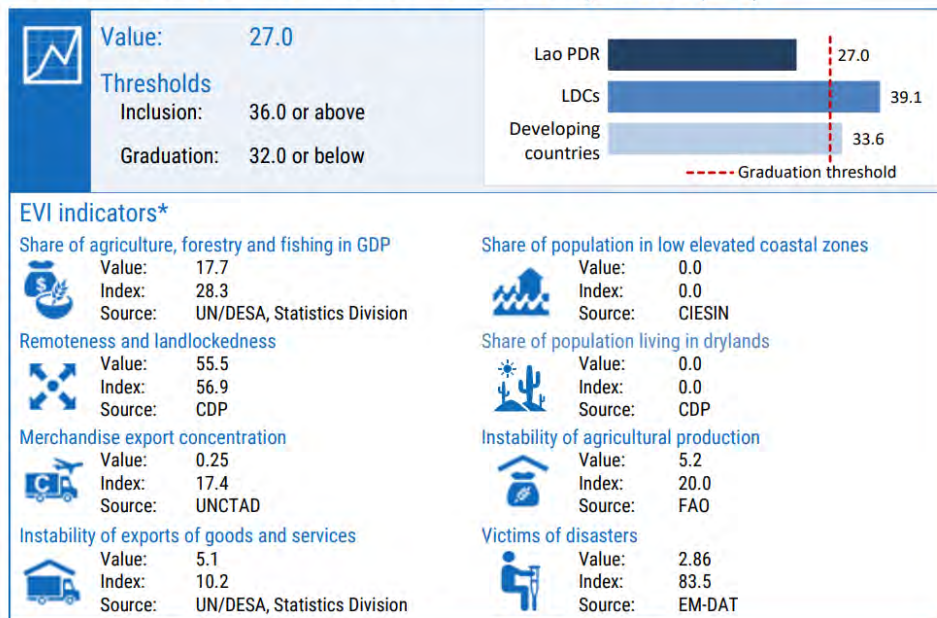 Value: 27.0
Thresholds
Inclusion: 36.0 or above
Graduation: 32.0 or below
Lao PDR 27.0
LDCs 39.1
Developing
countries 33.6
Graduation threshold
EVI indicators*
Share of agriculture, forestry and fishing in GDP
Value: 17.7
Index: 28.3
Source: UN/DESA, Statistics Division
Share of population in low elevated coastal zones
Value: 0.0
Index: 0.0
Source: CIESIN
Remoteness and landlockedness
Value: 55.5
Index: 56.9
Source: CDP
Share of population living in drylands
Value: 0.0
Index: 0.0
Source: CDP
Merchandise export concentration
C
Value: 0.25
Index: 17.4
Source: UNCTAD
Instability of agricultural production
Value: 5.2
Index: 20.0
Source: FAO
Instability of exports of goods and services
Value: 5.1
Index: 10.2
Source: UN/DESA, Statistics Division
Victims of disasters
Value: 2.86
Index: 83.5
Source: EM-DAT